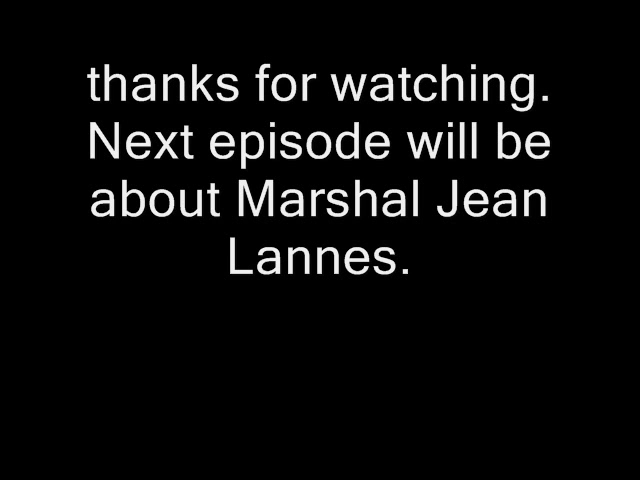 thanks for watching.
Next episode will be
about Marshal Jean
Lannes.